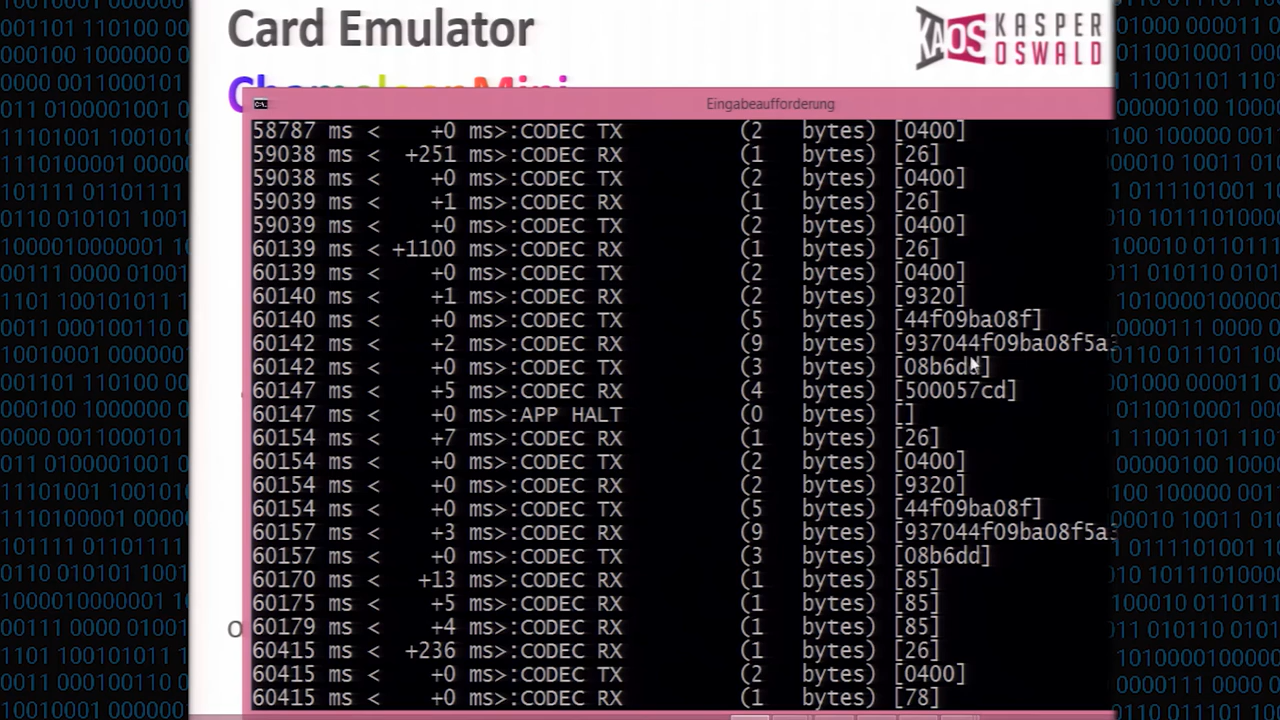 Card Emulator
KAOS KASPER OSWALD
ChameleonMini
Eingabeaufforderung
58787 ms < +0 ms>:CODEC TX (2 bytes) [0400]
59038 ms < +251 ms>:CODEC RX (1 bytes) [26]
59038 ms < +0 ms>:CODEC TX (2 bytes) [0400]
59039 ms < +1 ms>:CODEC RX (1 bytes) [26]
59039 ms < +0 ms>:CODEC TX (2 bytes) [0400]
60139 ms < +1100 ms>:CODEC RX (1 bytes) [26]
60139 ms < +0 ms>:CODEC TX (2 bytes) [0400]
60140 ms < +1 ms>:CODEC RX (2 bytes) [9320]
60140 ms < +0 ms>:CODEC TX (5 bytes) [44f09ba08f]
60142 ms < +2 ms>:CODEC RX (9 bytes) [937044f09ba08f5a3
60142 ms < +0 ms>:CODEC TX (3 bytes) [08b6dd]
60147 ms < +5 ms>:CODEC RX (4 bytes) [500057cd]
60147 ms < +0 ms>:APP HALT (0 bytes) []
60154 ms < +7 ms>:CODEC RX (1 bytes) [26]
60154 ms < +0 ms>:CODEC TX (2 bytes) [0400]
60154 ms < +0 ms>:CODEC RX (2 bytes) [9320]
60154 ms < +0 ms>:CODEC TX (5 bytes) [44f09ba08f]
60157 ms < +3 ms>:CODEC RX (9 bytes) [937044f09ba08f5a3
60157 ms < +0 ms>:CODEC TX (3 bytes) [08b6dd]
60170 ms < +13 ms>:CODEC RX (1 bytes) [85]
60175 ms < +5 ms>:CODEC RX (1 bytes) [85]
60179 ms < +4 ms>:CODEC RX (1 bytes) [85]
60415 ms < +236 ms>:CODEC RX (1 bytes) [26]
60415 ms < +0 ms>:CODEC TX (2 bytes) [0400]
60415 ms < +0 ms>:CODEC RX (1 bytes) [78]